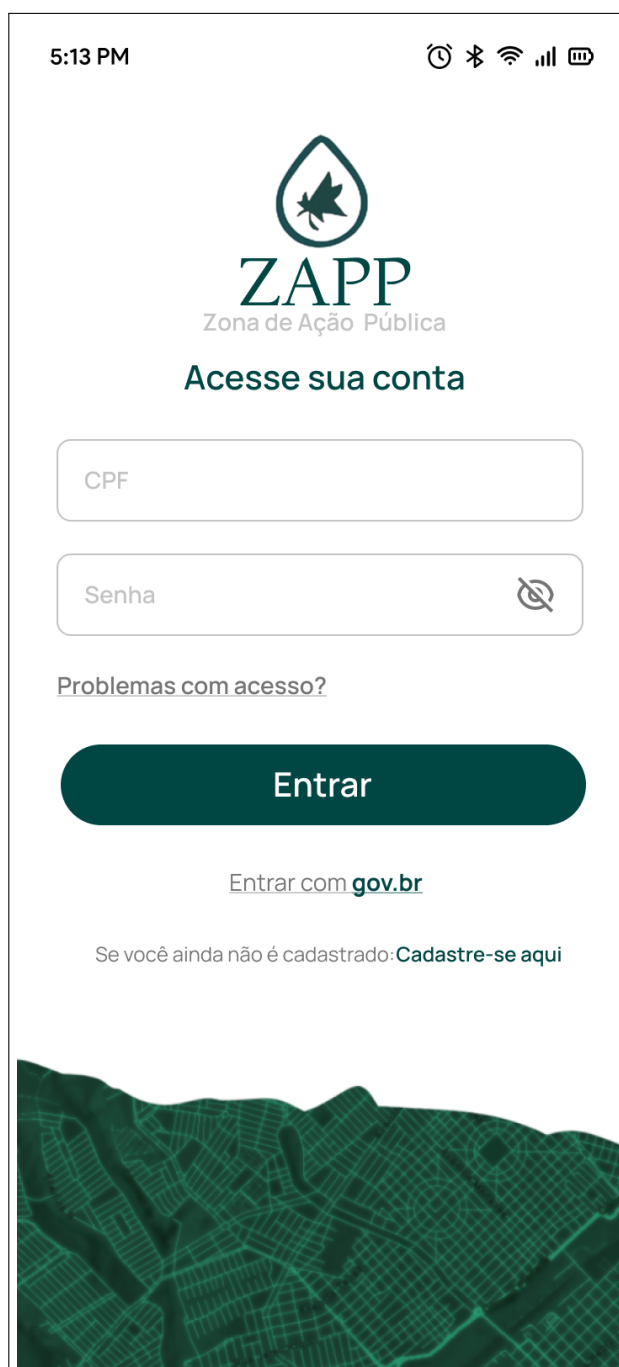 5:13 PM
ZAPP
Zona de Ação Pública
Acesse sua conta
CPF
Senha
Problemas com acesso?
Entrar
Entrar com gov.br
Se você ainda não é cadastrado:Cadastre-se aqui